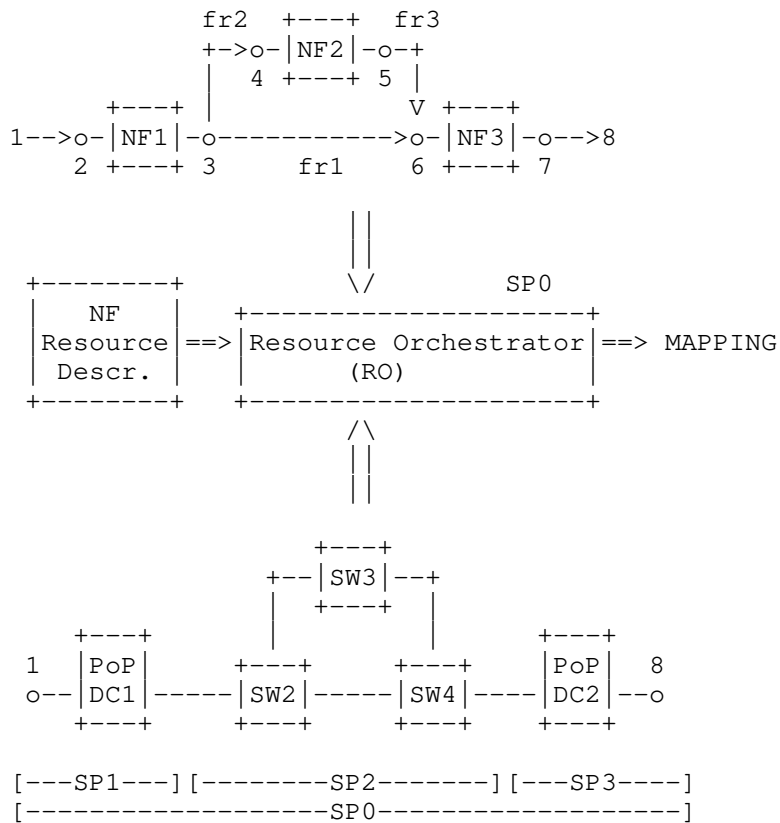 fr2  +---+  fr3
          +->o-|NF2|-o-+
          |  4 +---+ 5 |
    +---+ |            V +---+
1-->o-|NF1|-o----------->o-|NF3|-o-->8
    2 +---+ 3    fr1     6 +---+ 7
                 ||
                 ||
+--------+       \/       SP0
|   NF   |  +---------------------+
|Resource|==>|Resource Orchestrator|==> MAPPING
| Descr. |  |        (RO)         |
+--------+  +---------------------+
                 /\
                 ||
                 ||
               +---+
            +--|SW3|--+
            |  +---+  |
   +---+    |         |      +---+
1  |PoP|  +---+     +---+    |PoP|  8
o--|DC1|-----|SW2|-----|SW4|----|DC2|--o
   +---+  +---+     +---+    +---+
[---SP1---][--------SP2-------][---SP3----]
[-------------------SP0-------------------]